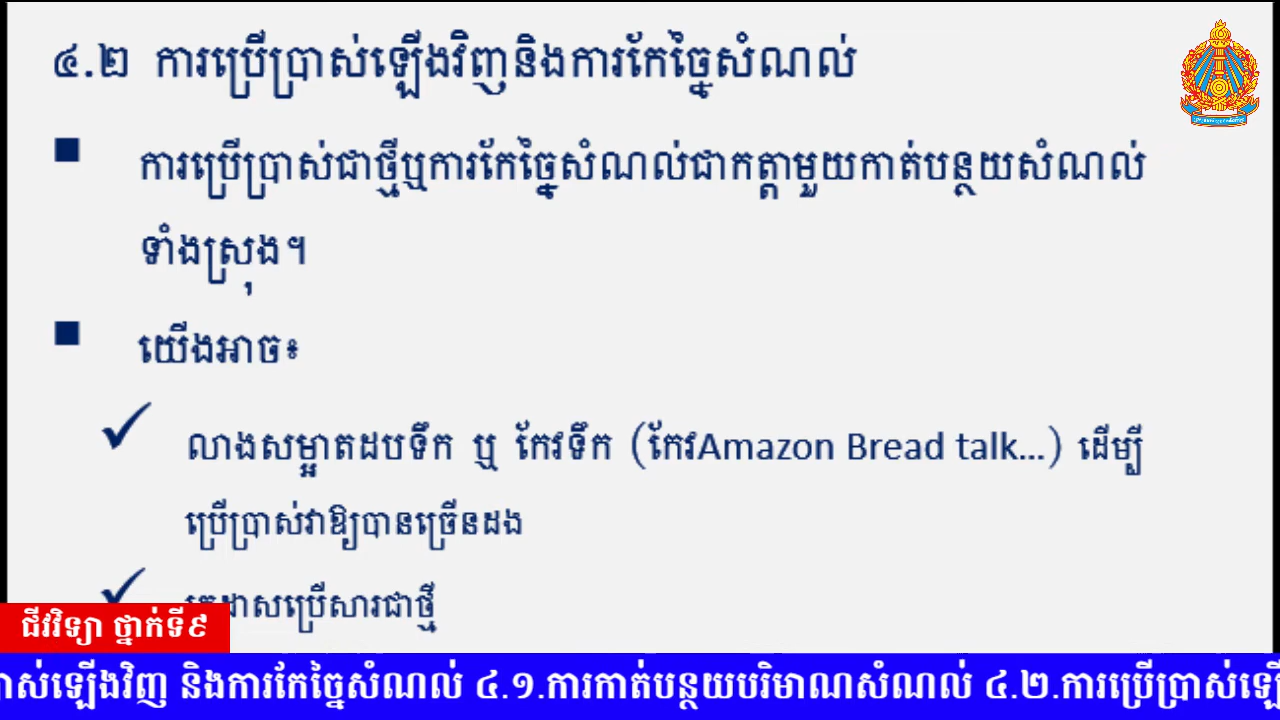 ៤.២ ការប្រើប្រាស់ឡើងវិញនិងការកែច្នៃសំណល់
ការប្រើប្រាស់ជាថ្មីឬការកែច្នៃសំណល់ជាកត្តាមួយកាត់បន្ថយសំណល់
ទាំងស្រុង។
យើងអាច៖
លាងសម្អាតដបទឹក ឬ កែវទឹក (កែវAmazon Bread talk...) ដើម្បី
ប្រើប្រាស់វាឱ្យបានច្រើនដង
ប្រើសារជាថ្មី
ជីវវិទ្យា ថ្នាក់ទី៩
ឡើងវិញ និងការកែច្នៃសំណល់ ៤.១.ការកាត់បន្ថយបរិមាណសំណល់ ៤.២.ការប្រើប្រាស់